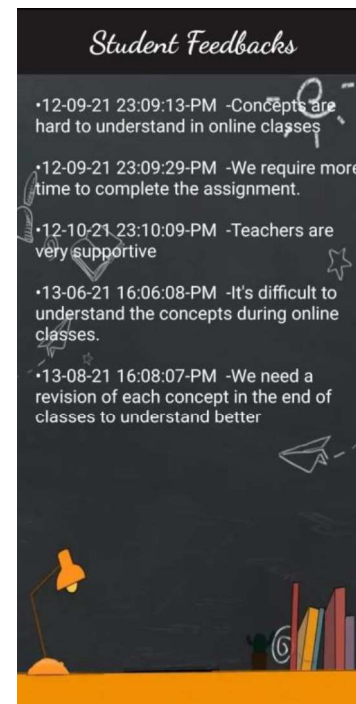 Student Feedbacks
•12-09-21 23:09:13-PM -Concepts are
hard to understand in online classes
•12-09-21 23:09:29-PM -We require more
time to complete the assignment.
•12-10-21 23:10:09-PM -Teachers are
very supportive
•13-06-21 16:06:08-PM -It's difficult to
understand the concepts during online
classes.
•13-08-21 16:08:07-PM -We need a
revision of each concept in the end of
classes to understand better